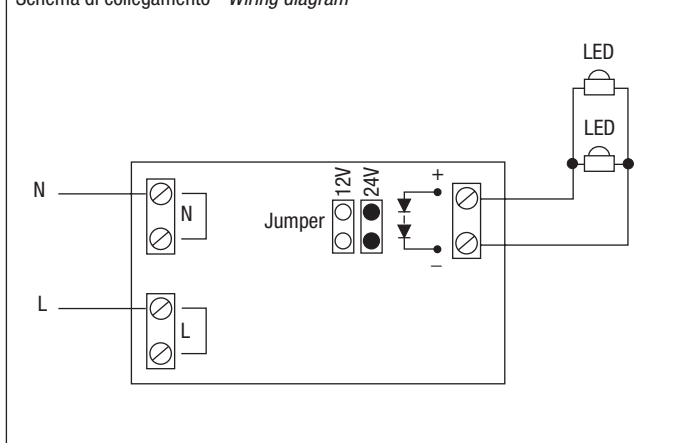 Schema di collegamento - Wiring diagram
LED
LED
N
N
12V
24V
+
Jumper
–
L
L